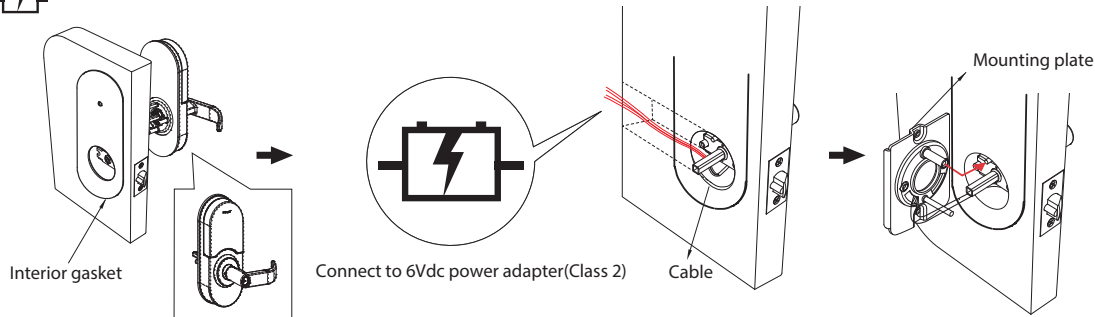 Mounting plate
Interior gasket
Connect to 6Vdc power adapter(Class 2)
Cable